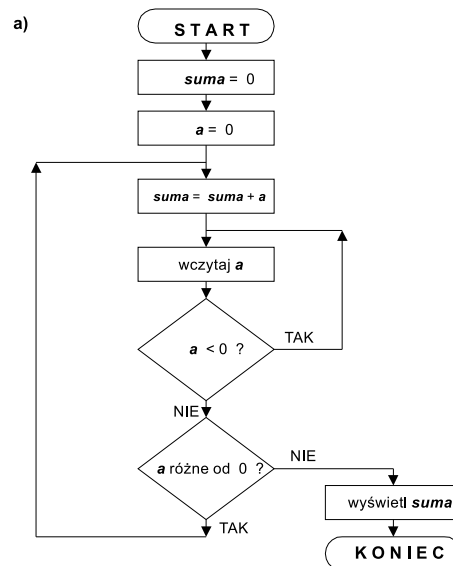 a)
START
suma = 0
a = 0
suma = suma + a
wczytaj a
a < 0 ?
TAK
NIE
a różne od 0 ?
NIE
TAK
wyświetl suma
KONIEC